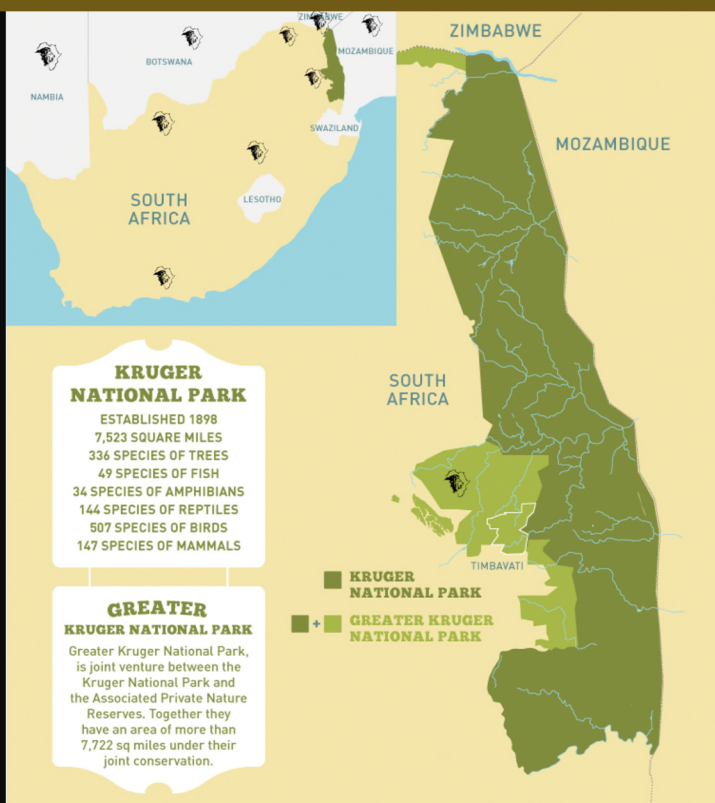 ZIMBABWE
BOTSWANA
MOZAMBIQUE
NAMBIA
SWAZILAND
SOUTH
AFRICA
LESOTHO
ZIMBABWE
MOZAMBIQUE
SOUTH
AFRICA
TIMBAVATI
KRUGER
NATIONAL PARK
+ GREATER KRUGER
NATIONAL PARK
KRUGER
NATIONAL PARK
ESTABLISHED 1898
7,523 SQUARE MILES
336 SPECIES OF TREES
49 SPECIES OF FISH
34 SPECIES OF AMPHIBIANS
144 SPECIES OF REPTILES
507 SPECIES OF BIRDS
147 SPECIES OF MAMMALS
GREATER
KRUGER NATIONAL PARK
Greater Kruger National Park,
is joint venture between the
Kruger National Park and
the Associated Private Nature
Reserves. Together they
have an area of more than
7,722 sq miles under their
joint conservation.